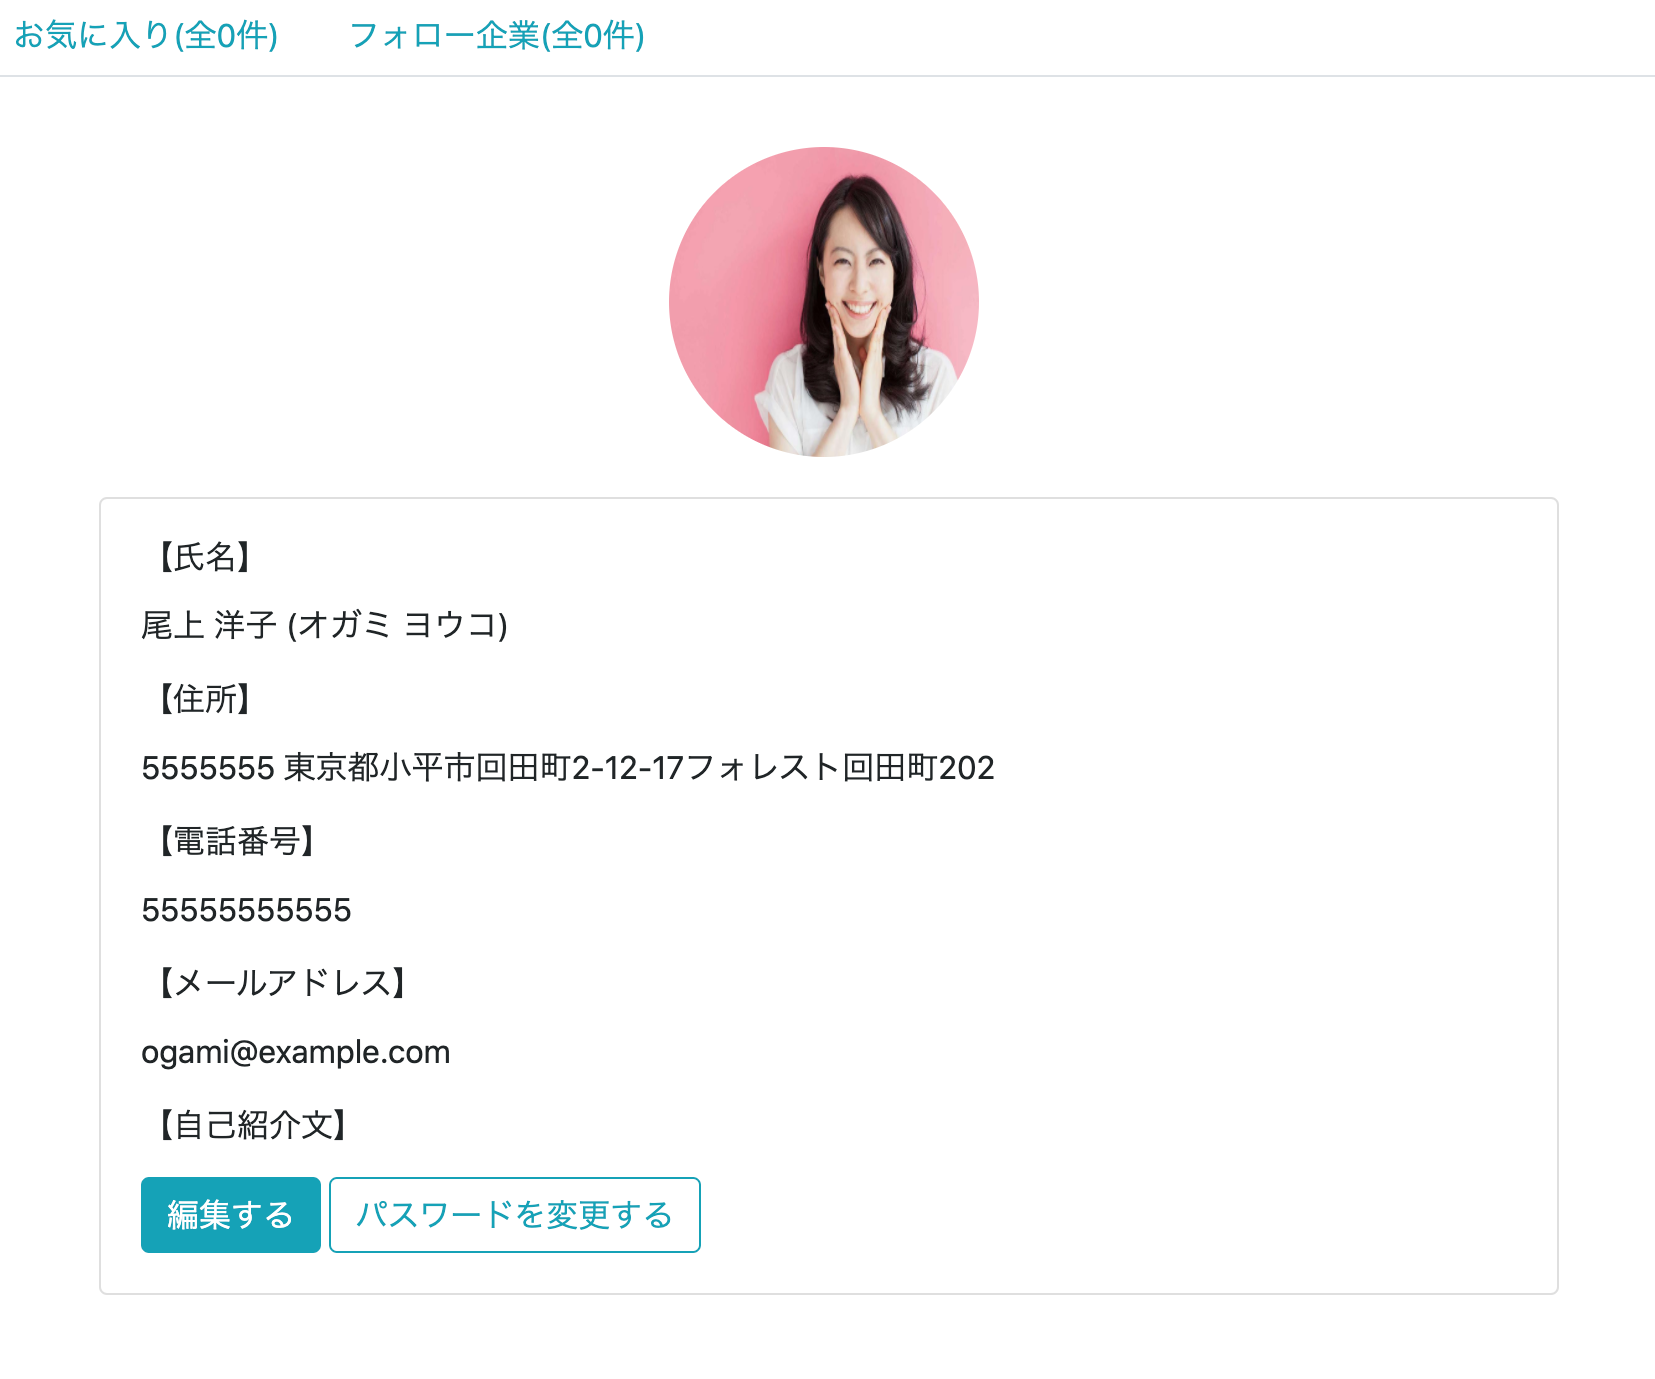 お気に入り(全0件)
フォロー企業(全0件)
【氏名】
尾上 洋子 (オガミ ヨウコ)
【住所】
5555555 東京都小平市回田町2-12-17フォレスト回田町202
【電話番号】
55555555555
【メールアドレス】
ogami@example.com
【自己紹介文】
編集する
パスワードを変更する